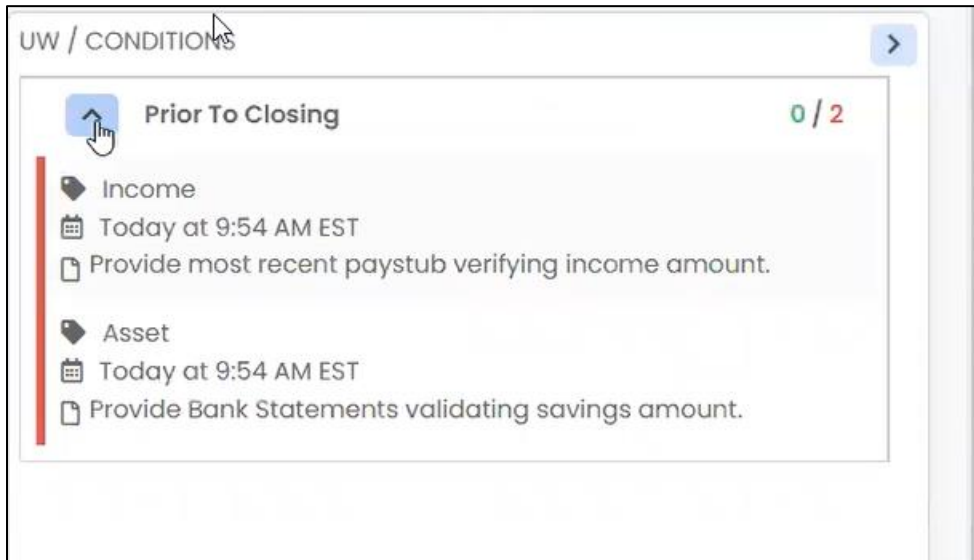 UW / CONDITIONS
Prior To Closing 0 / 2
Income
Today at 9:54 AM EST
Provide most recent paystub verifying income amount.
Asset
Today at 9:54 AM EST
Provide Bank Statements validating savings amount.